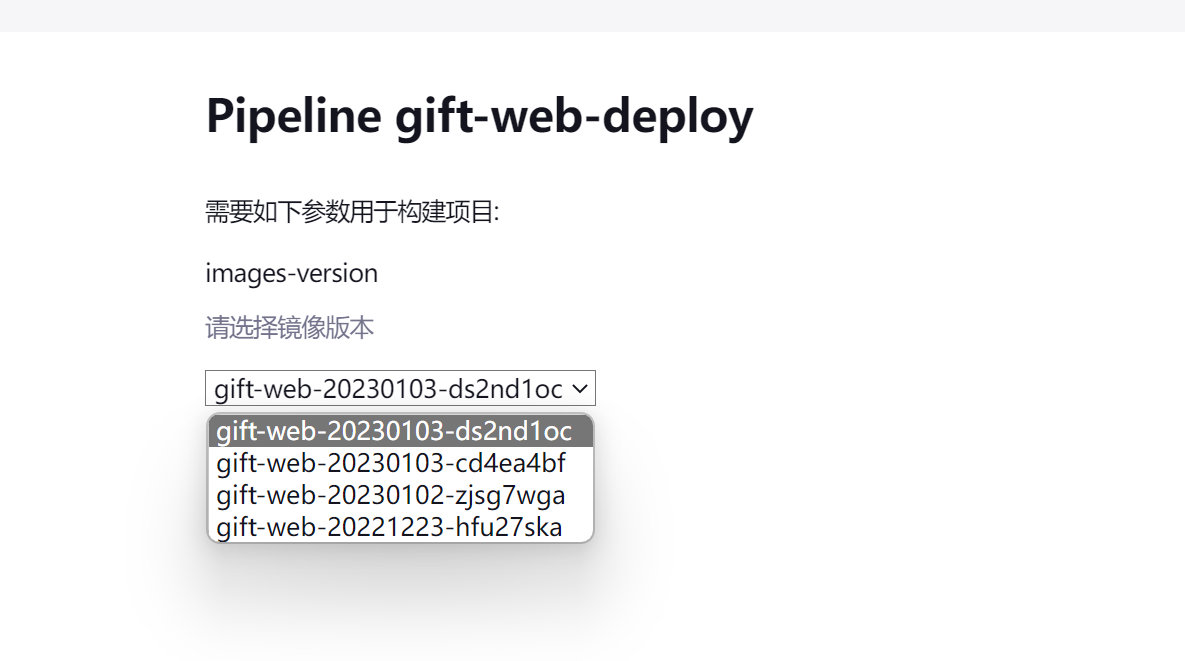 Pipeline gift-web-deploy
需要如下参数用于构建项目:
images-version
请选择镜像版本
gift-web-20230103-ds2nd1oc
gift-web-20230103-ds2nd1oc
gift-web-20230103-cd4ea4bf
gift-web-20230102-zjsg7wga
gift-web-20221223-hfu27ska